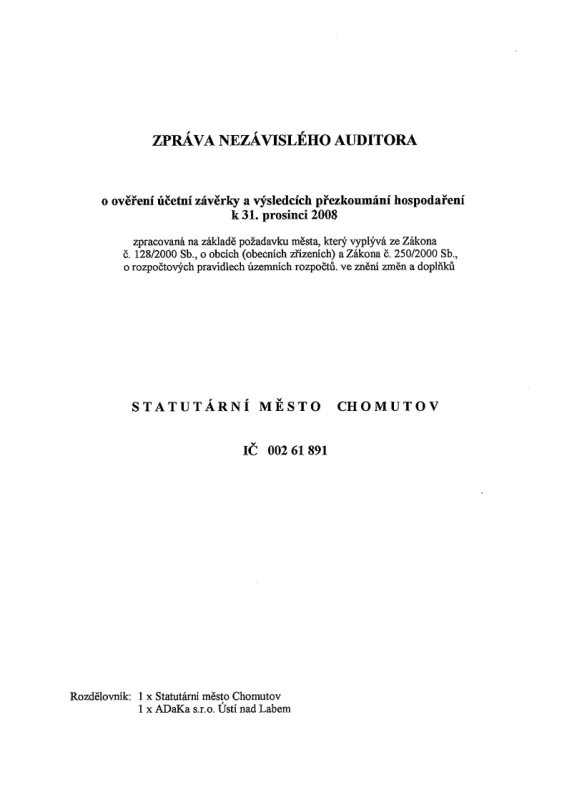 ZPRÁVA NEZÁVISLÉHO AUDITORA
o ověření účetní závěrky a výsledcích přezkoumání hospodaření
k 31. prosinci 2008
zpracovaná na základě požadavku města, který vyplývá ze Zákona
č. 128/2000 Sb., o obcích (obecních zřízeních) a Zákona č. 250/2000 Sb.,
o rozpočtových pravidlech územních rozpočtů. ve znění změn a doplňků
STATUTÁRNÍ MĚSTO CHOMUTOV
IČ 002 61 891
Rozdělovník: 1 x Statutární město Chomutov
1 x ADaKa s.r.o. Ústí nad Labem